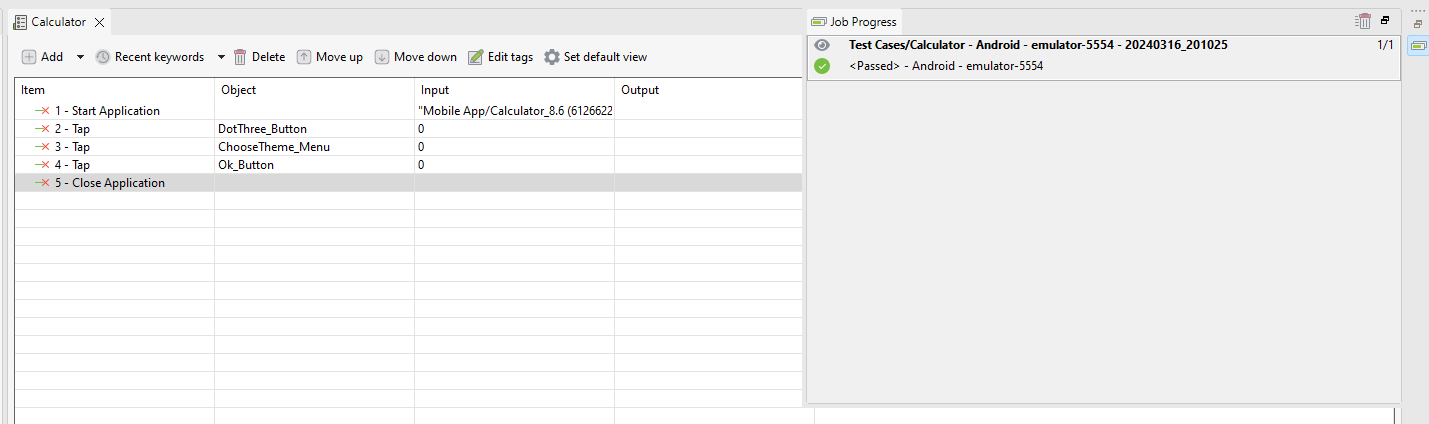 Calculator
Job Progress
Add Recent keywords Delete Move up Move down Edit tags Set default view
Test Cases/Calculator - Android - emulator-5554 - 20240316_201025 1/1
<Passed> - Android - emulator-5554
Item Object Input Output
1 - Start Application "Mobile App/Calculator_8.6 (6126622
2 - Tap DotThree_Button 0
3 - Tap ChooseTheme_Menu 0
4 - Tap Ok_Button 0
5 - Close Application